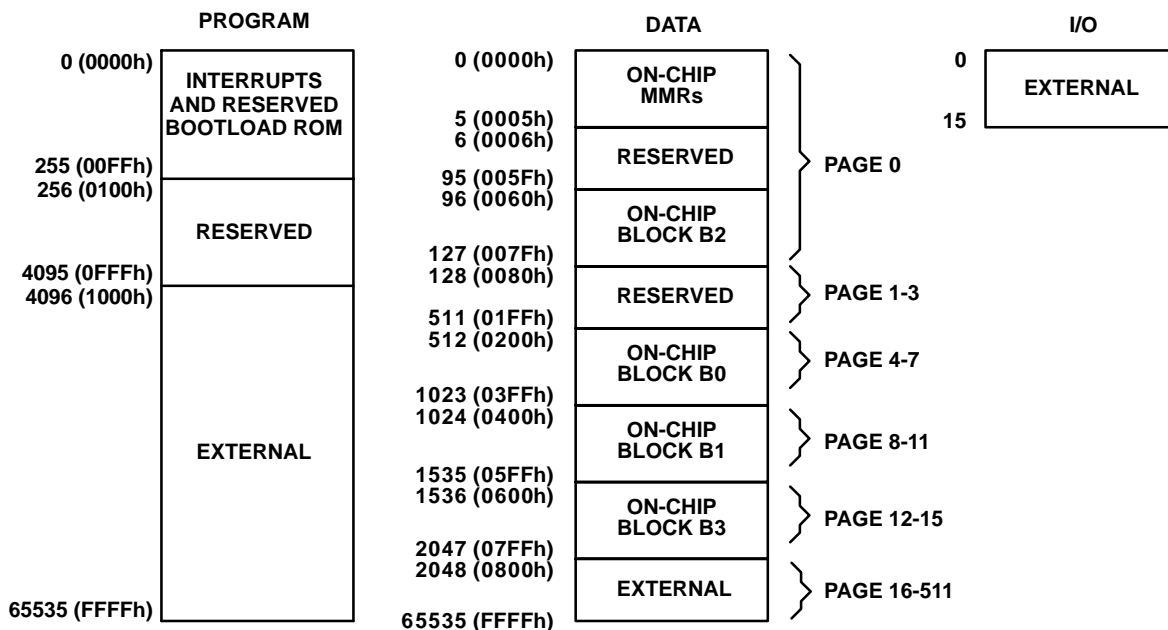 PROGRAM
0 (0000h)
INTERRUPTS
AND RESERVED
BOOTLOAD ROM
255 (00FFh)
256 (0100h)
RESERVED
4095 (0FFFh)
4096 (1000h)
EXTERNAL
65535 (FFFFh)
DATA
0 (0000h)
ON-CHIP
MMRs
5 (0005h)
6 (0006h)
RESERVED
95 (005Fh)
96 (0060h)
ON-CHIP
BLOCK B2
127 (007Fh)
128 (0080h)
RESERVED
511 (01FFh)
512 (0200h)
ON-CHIP
BLOCK B0
1023 (03FFh)
1024 (0400h)
ON-CHIP
BLOCK B1
1535 (05FFh)
1536 (0600h)
ON-CHIP
BLOCK B3
2047 (07FFh)
2048 (0800h)
EXTERNAL
65535 (FFFFh)
PAGE 0
PAGE 1-3
PAGE 4-7
PAGE 8-11
PAGE 12-15
PAGE 16-511
I/O
0
EXTERNAL
15